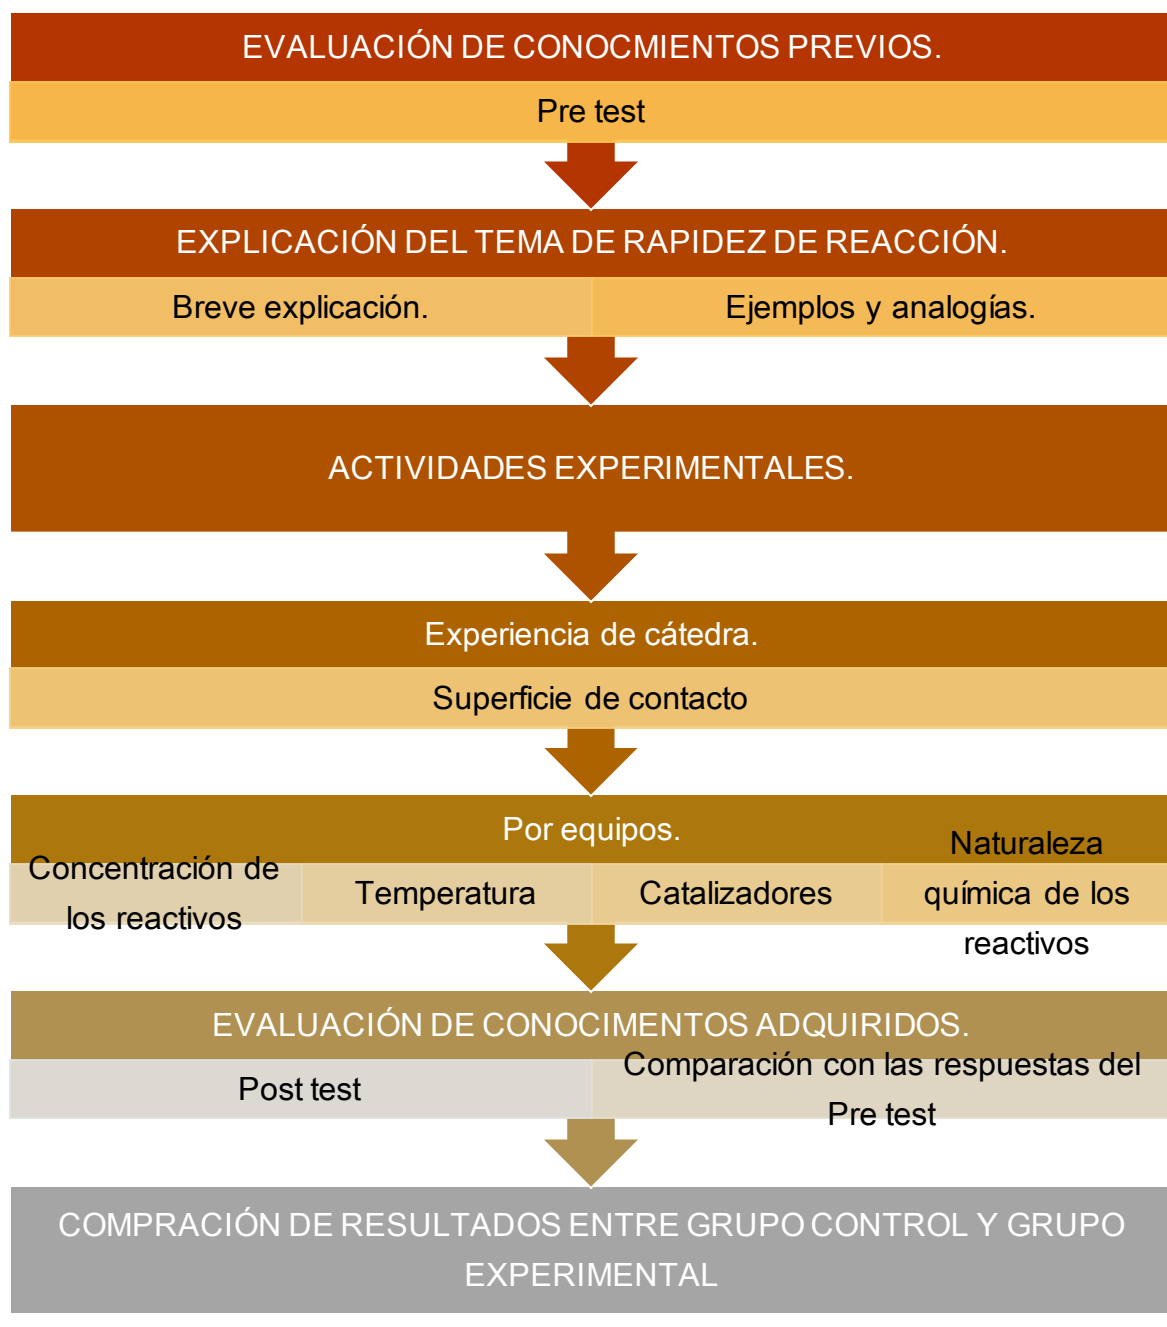 EVALUACIÓN DE CONOCMIENTOS PREVIOS.
Pre test
EXPLICACIÓN DEL TEMA DE RAPIDEZ DE REACCIÓN.
Breve explicación.
Ejemplos y analogías.
ACTIVIDADES EXPERIMENTALES.
Experiencia de cátedra.
Superficie de contacto
Por equipos.
Concentración de
los reactivos
Temperatura
Catalizadores
Naturaleza
química de los
reactivos
EVALUACIÓN DE CONOCIMENTOS ADQUIRIDOS.
Post test
Comparación con las respuestas del
Pre test
COMPRACIÓN DE RESULTADOS ENTRE GRUPO CONTROL Y GRUPO
EXPERIMENTAL